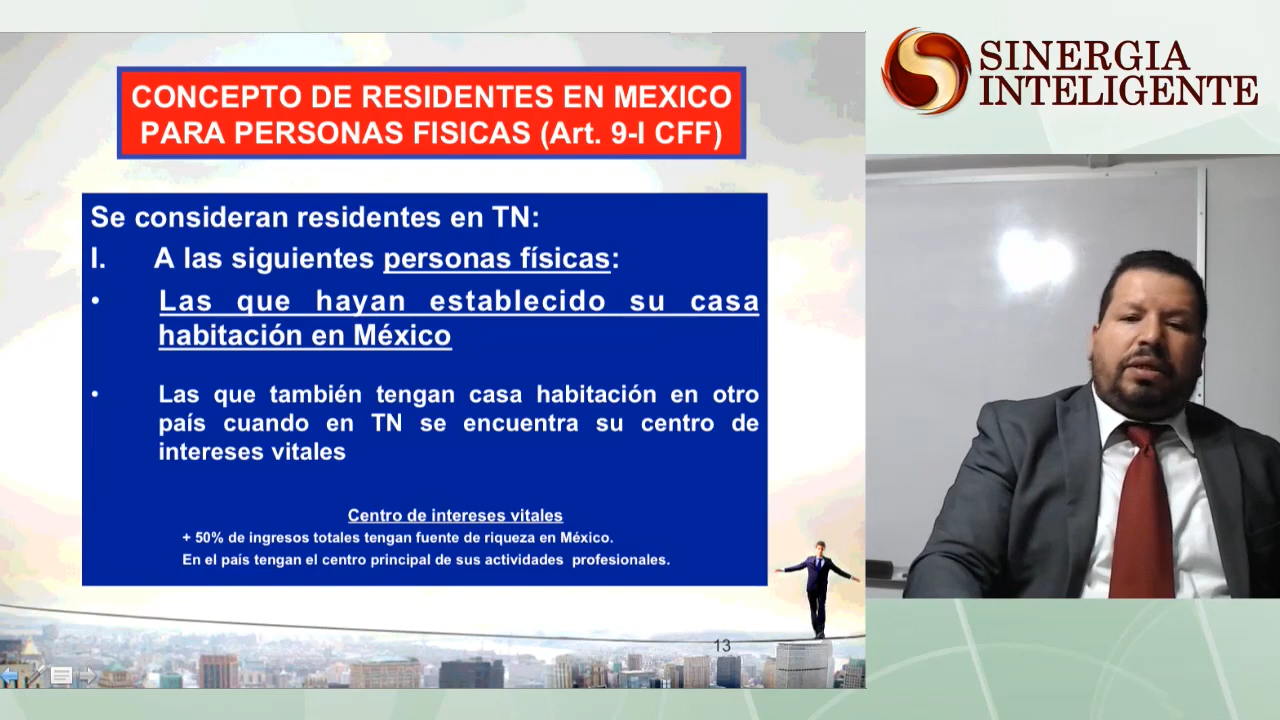 CONCEPTO DE RESIDENTES EN MEXICO
PARA PERSONAS FISICAS (Art. 9-I CFF)
Se consideran residentes en TN:
I. A las siguientes personas físicas:
• Las que hayan establecido su casa
habitación en México
• Las que también tengan casa habitación en otro
país cuando en TN se encuentra su centro de
intereses vitales
Centro de intereses vitales
+ 50% de ingresos totales tengan fuente de riqueza en México.
En el país tengan el centro principal de sus actividades profesionales.
13
SINERGIA
INTELIGENTE